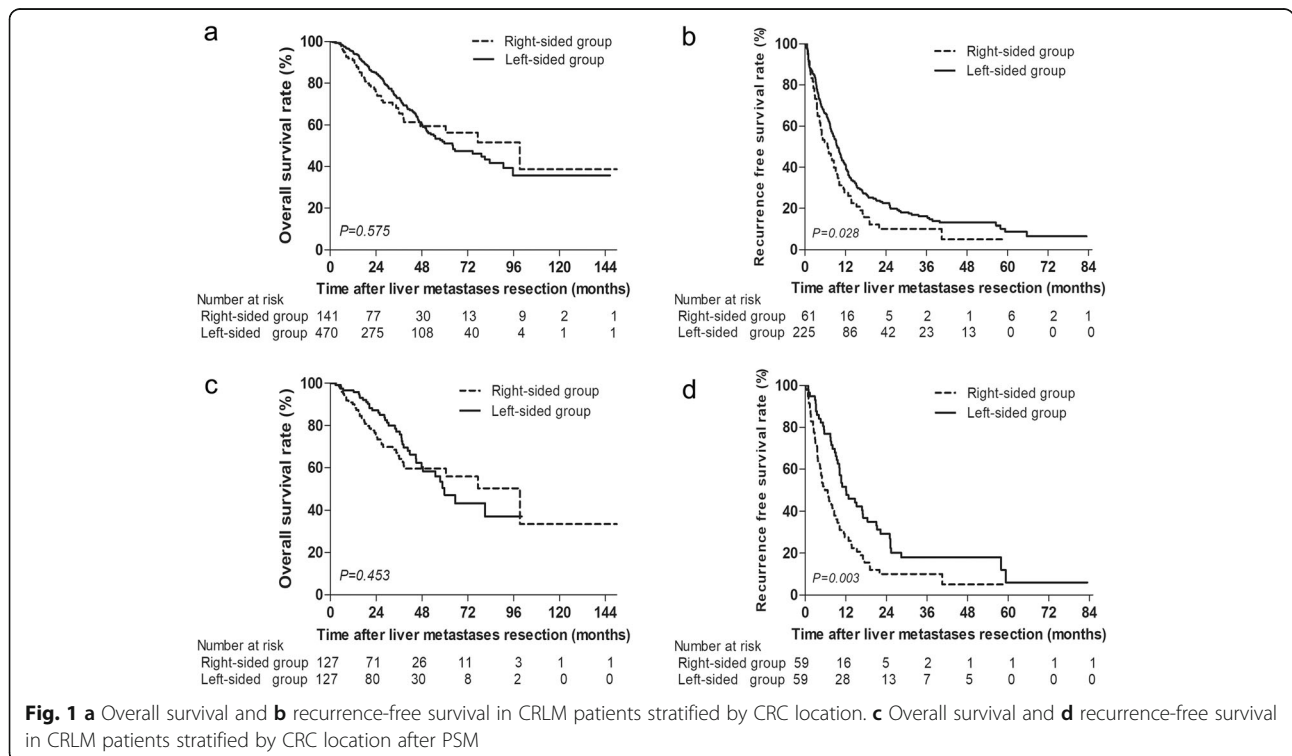 a
Overall survival rate (%)
100
80
60
40
20
0
Right-sided group
Left-sided group
P=0.575
0 24 48 72 96 120 144
Time after liver metastases resection (months)
Number at risk
Right-sided group 141 77 30 13 9 2 1
Left-sided group 470 275 108 40 4 1 1
b
Recurrence free survival rate (%)
100
80
60
40
20
0
Right-sided group
Left-sided group
P=0.028
0 12 24 36 48 60 72 84
Time after liver metastases resection (months)
Number at risk
Right-sided group 61 16 5 2 1 6 2 1
Left-sided group 225 86 42 23 13 0 0 0
c
Overall survival rate (%)
100
80
60
40
20
0
Right-sided group
Left-sided group
P=0.453
0 24 48 72 96 120 144
Time after liver metastases resection (months)
Number at risk
Right-sided group 127 71 26 11 3 1 1
Left-sided group 127 80 30 8 2 0 0
d
Recurrence free survival rate (%)
100
80
60
40
20
0
Right-sided group
Left-sided group
P=0.003
0 12 24 36 48 60 72 84
Time after liver metastases resection (months)
Number at risk
Right-sided group 59 16 5 2 1 1 1 1
Left-sided group 59 28 13 7 5 0 0 0
Fig. 1 a Overall survival and b recurrence-free survival in CRLM patients stratified by CRC location. c Overall survival and d recurrence-free survival
in CRLM patients stratified by CRC location after PSM